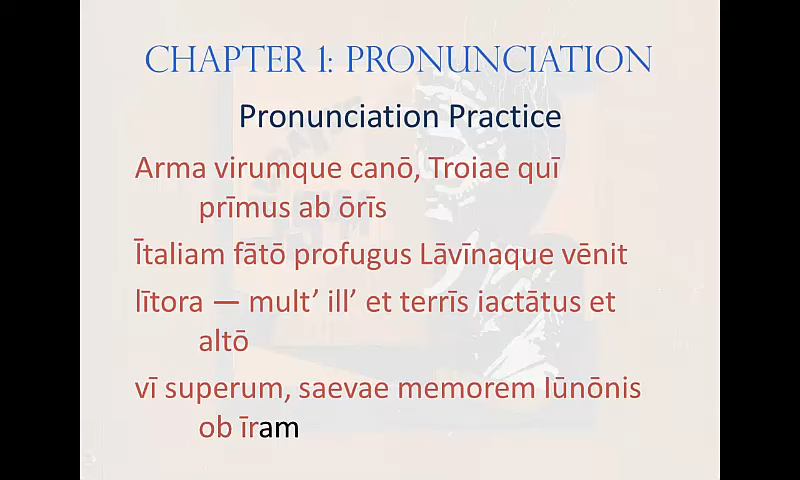 CHAPTER 1: PRONUNCIATION
Pronunciation Practice
Arma virumque canō, Troiae quī
prīmus ab ōrīs
Ītaliam fātō profugus Lāvīnaque vēnit
lītora — mult’ ill’ et terrīs iactātus et
altō
vī superum, saevae memorem Iūnōnis
ob īram